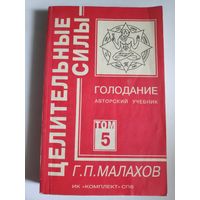 ЦЕЛИТЕЛЬНЫЕ
СИЛЫ
ГОЛОДАНИЕ
АВТОРСКИЙ УЧЕБНИК
ТОМ
5
Г.П.МАЛАХОВ
ИК «КОМПЛЕКТ» СПб